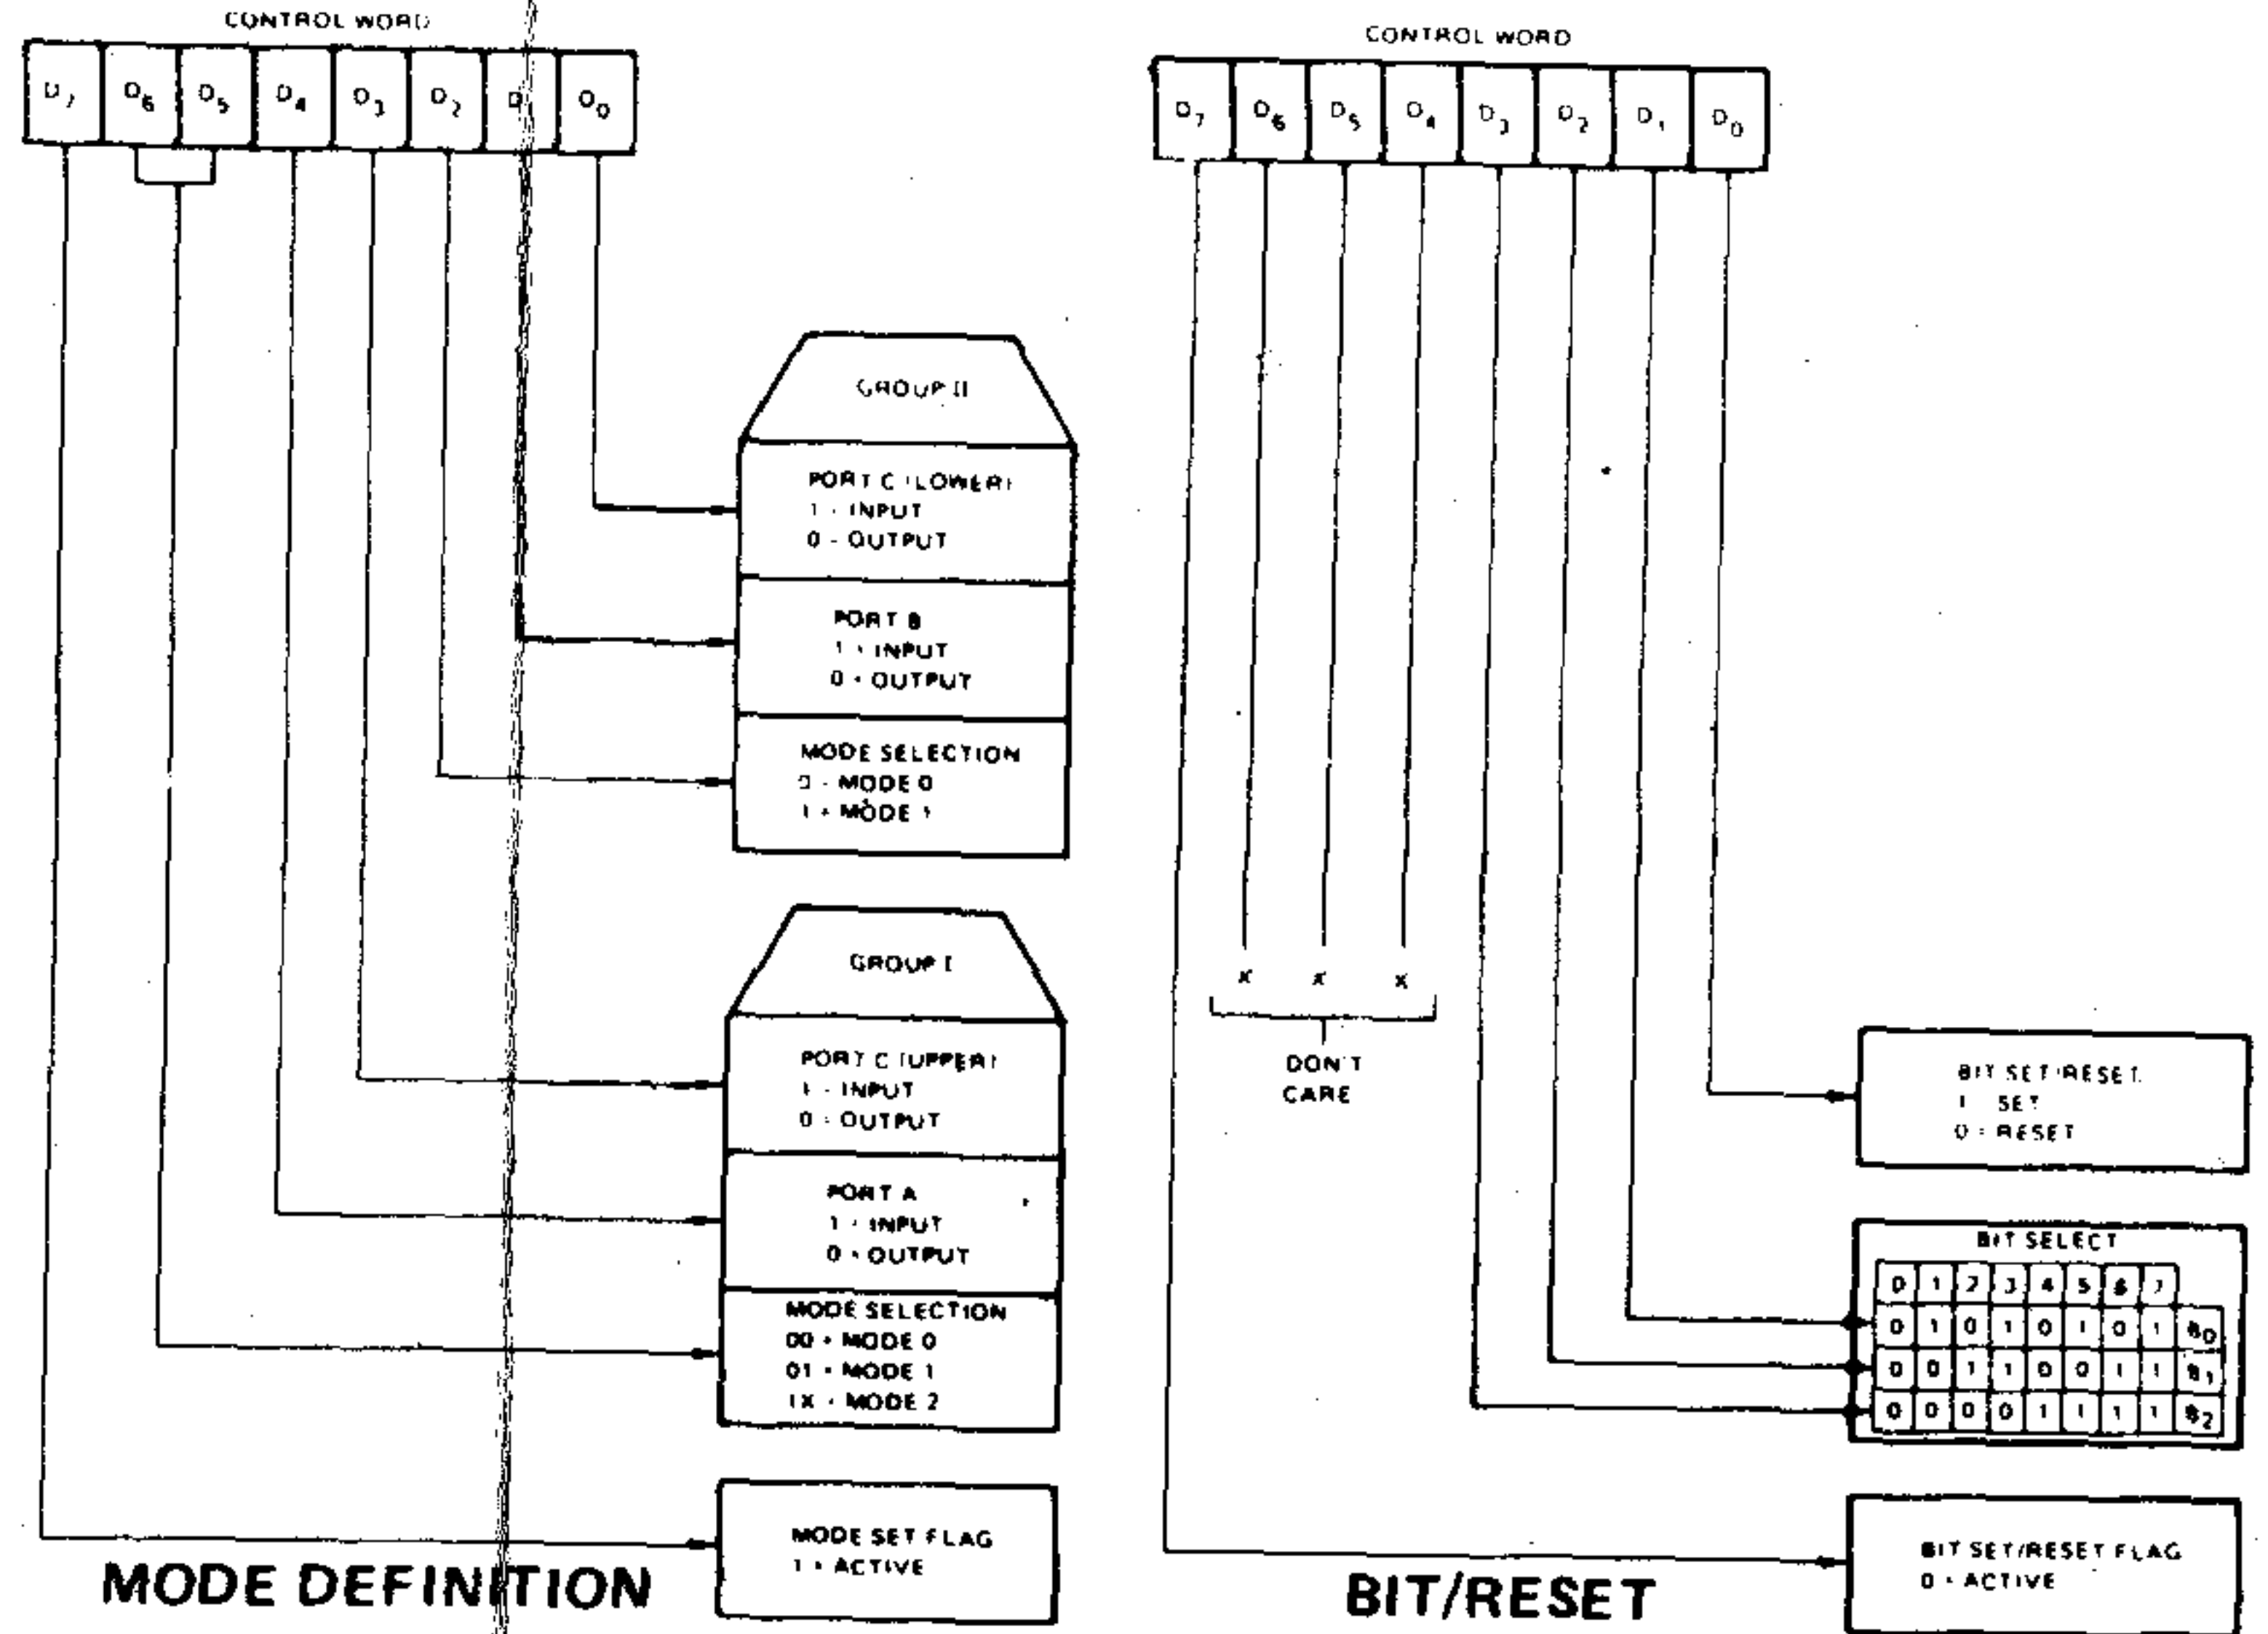 CONTROL WORD
D7 D6 D5 D4 D3 D2 D D0
GROUP II
PORT C (LOWER)
1 - INPUT
0 - OUTPUT
PORT B
1 = INPUT
0 = OUTPUT
MODE SELECTION
0 - MODE 0
1 = MODE 1
GROUP I
PORT C (UPPER)
1 - INPUT
0 = OUTPUT
PORT A
1 = INPUT
0 = OUTPUT
MODE SELECTION
00 = MODE 0
01 = MODE 1
1X = MODE 2
MODE SET FLAG
1 = ACTIVE
MODE DEFINITION
CONTROL WORD
D7 D6 D5 D4 D3 D2 D1 D0
X X X
DON'T
CARE
BIT SET/RESET
1 SET
0 = RESET
BIT SELECT
0 1 2 3 4 5 6 7
0 1 0 1 0 1 0 1 B0
0 0 1 1 0 0 1 1 B1
0 0 0 0 1 1 1 1 B2
BIT SET/RESET FLAG
0 = ACTIVE
BIT/RESET